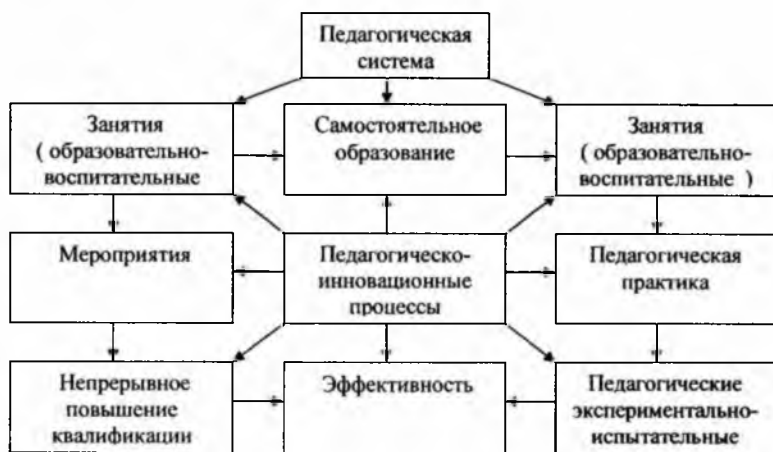 Педагогическая
система
Занятия
( образовательно-
воспитательные
Самостоятельное
образование
Занятия
( образовательно-
воспитательные )
Мероприятия
Педагогическо-
инновационные
процессы
Педагогическая
практика
Непрерывное
повышение
квалификации
Эффективность
Педагогические
экспериментально-
испытательные